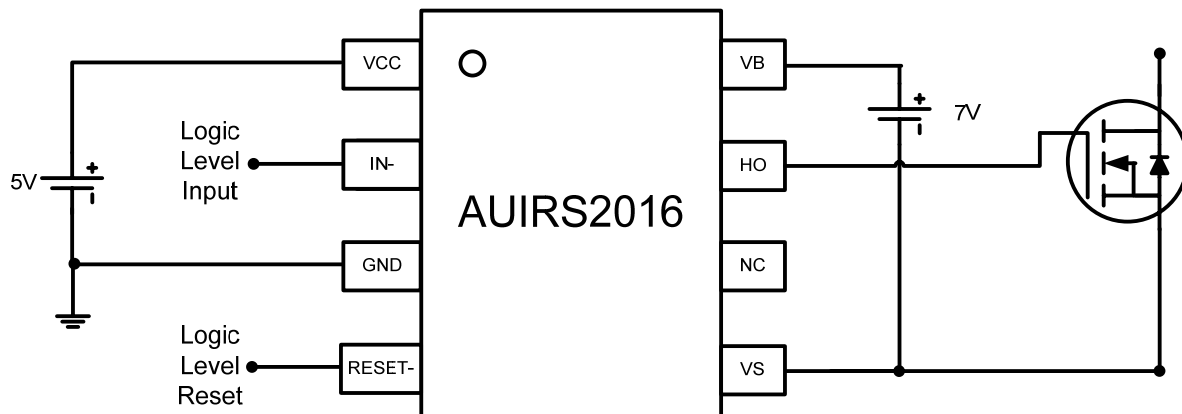 VCC
VB
+
7V
Logic
Level
Input
IN-
HO
5V
+
AUIRS2016
GND
NC
Logic
Level
Reset
RESET-
VS